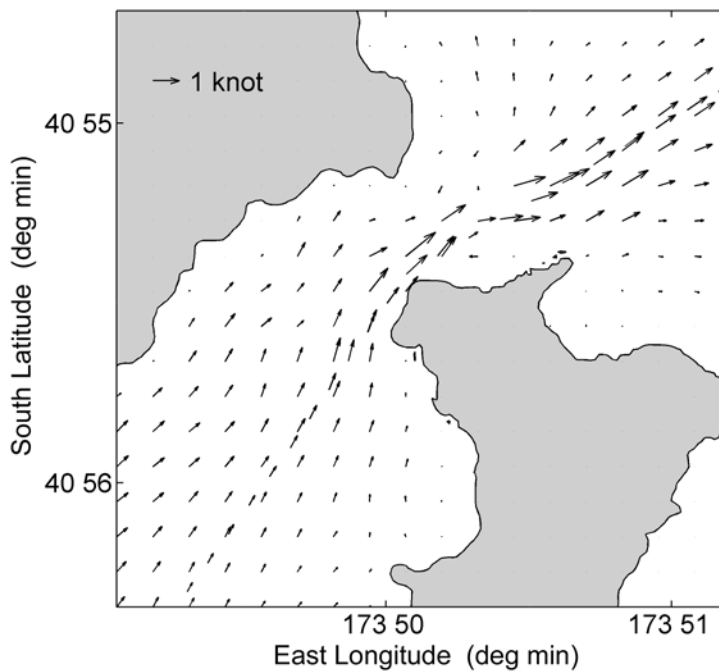 1 knot
40 55
South Latitude (deg min)
40 56
173 50
173 51
East Longitude (deg min)